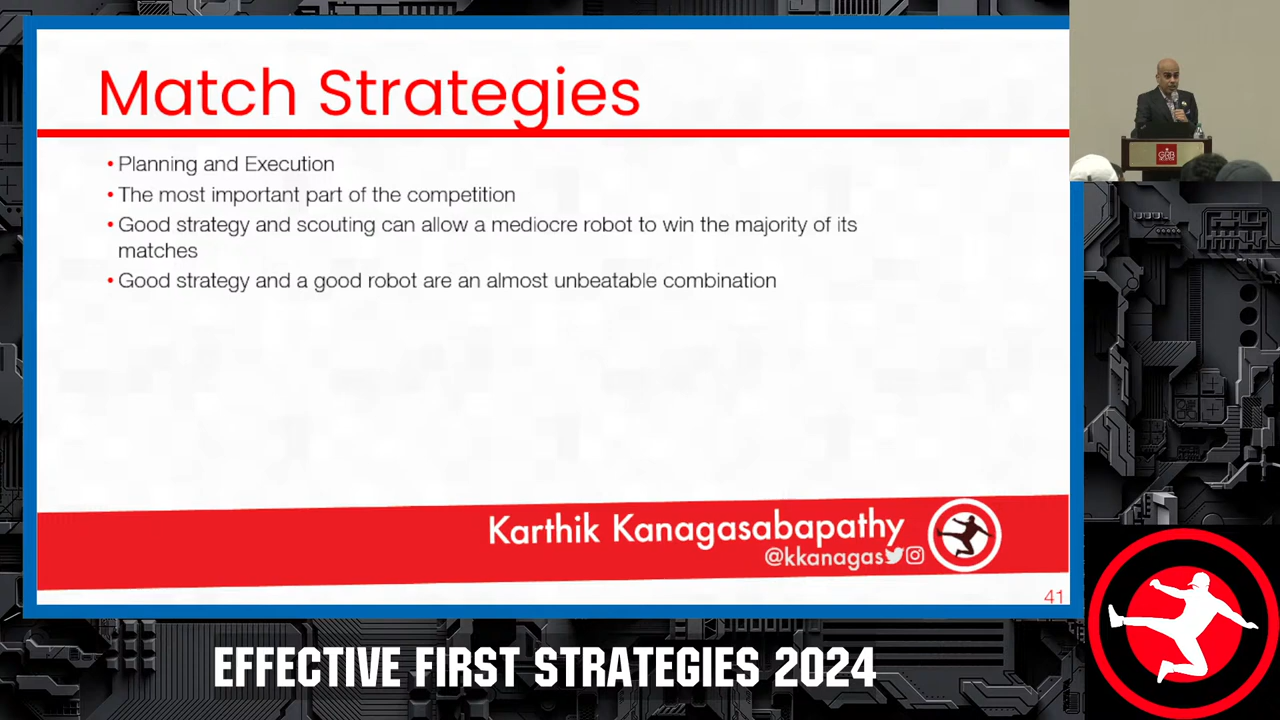 Match Strategies
• Planning and Execution
• The most important part of the competition
• Good strategy and scouting can allow a mediocre robot to win the majority of its
matches
• Good strategy and a good robot are an almost unbeatable combination
Karthik Kanagasabapathy
@kkanagas
41
GRB
EFFECTIVE FIRST STRATEGIES 2024